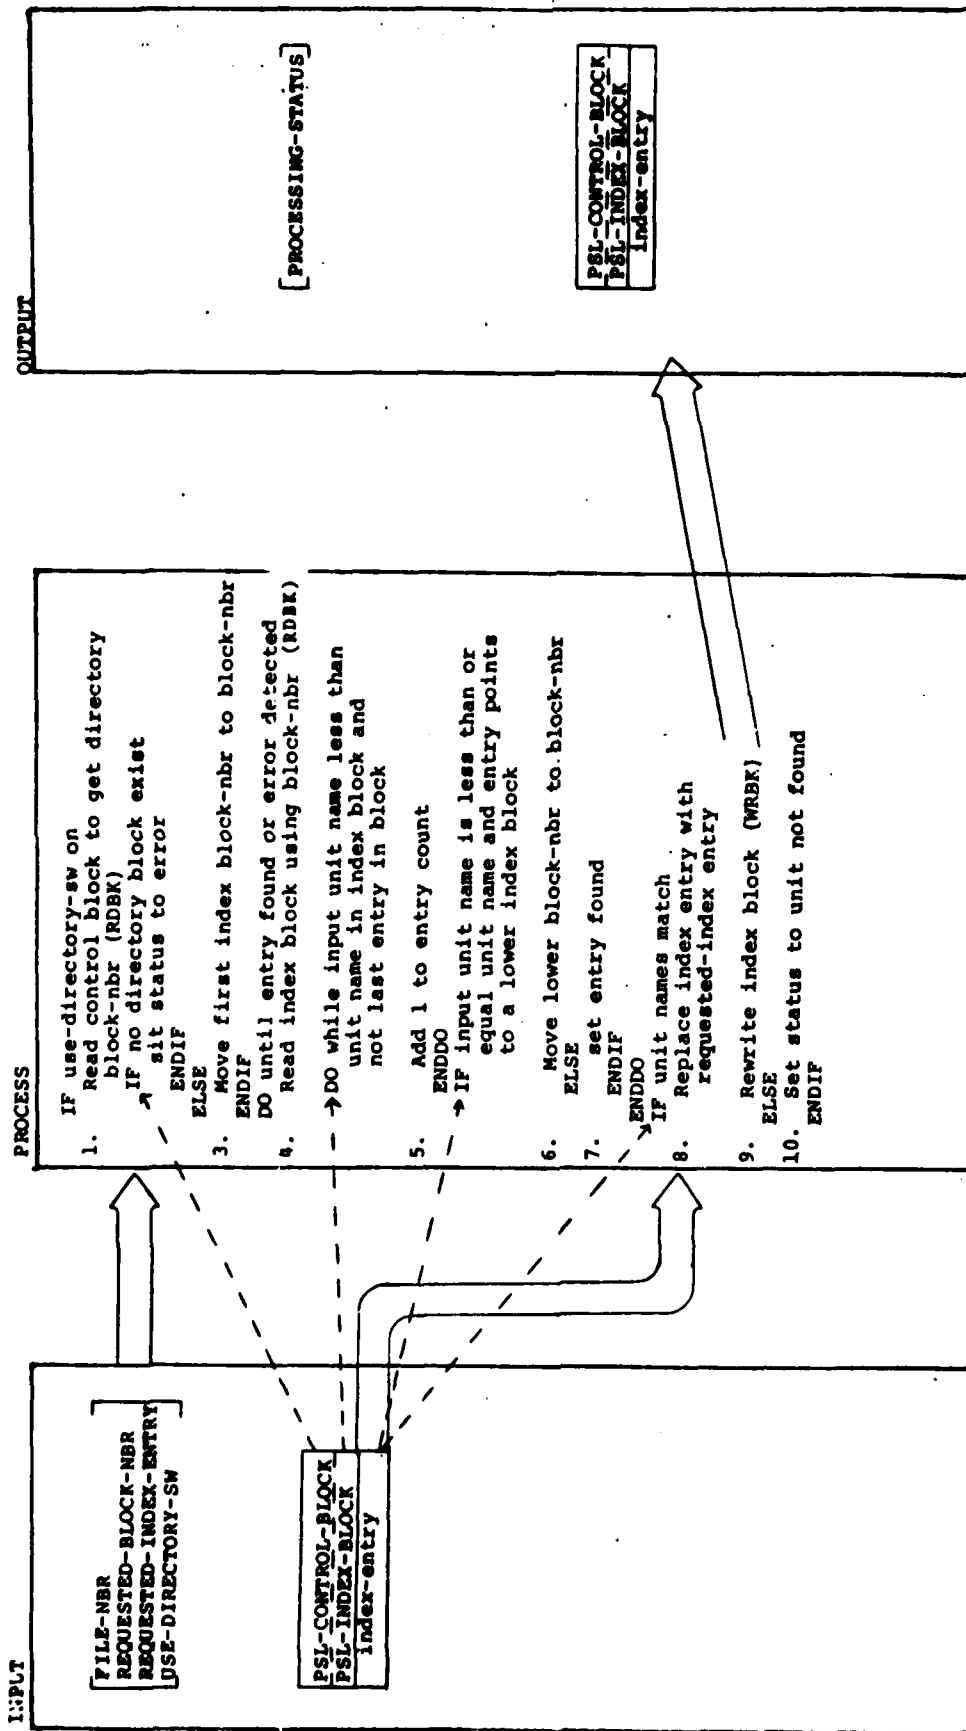 INPUT
FILE-NBR
REQUESTED-BLOCK-NBR
REQUESTED-INDEX-ENTRY
USE-DIRECTORY-SW
PSL-CONTROL-BLOCK
PSL-INDEX-BLOCK
index-entry
PROCESS
IF use-directory-sw on
1. Read control block to get directory
block-nbr (RDBK)
IF no directory block exist
sit status to error
ENDIF
ELSE
3. Move first index block-nbr to block-nbr
ENDIF
DO until entry found or error detected
4. Read index block using block-nbr (RDBK)
DO while input unit name less than
unit name in index block and
not last entry in block
5. Add 1 to entry count
ENDDO
IF input unit name is less than or
equal unit name and entry points
to a lower index block
6. Move lower block-nbr to block-nbr
ELSE
7. set entry found
ENDIF
ENDDO
IF unit names match
8. Replace index entry with
requested-index entry
9. Rewrite index block (WRBK)
ELSE
10. Set status to unit not found
ENDIF
OUTPUT
[PROCESSING-STATUS]
PSL-CONTROL-BLOCK
PSL-INDEX-BLOCK
index-entry